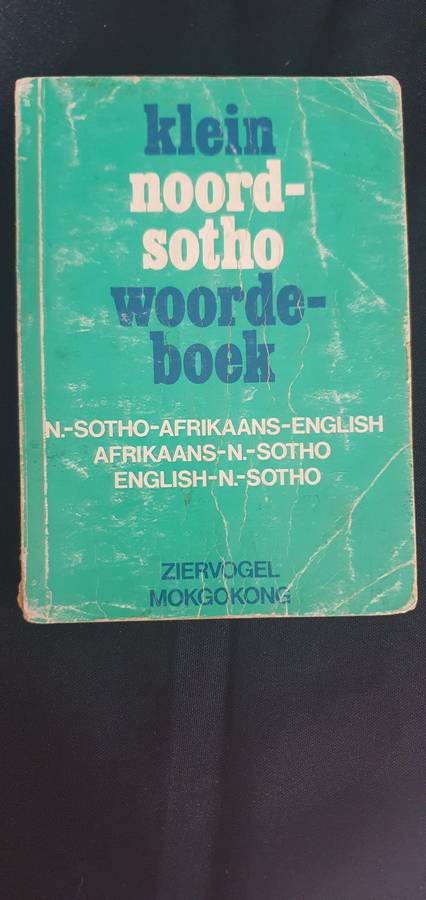 klein
noord-
sotho
woorde-
boek
N.-SOTHO-AFRIKAANS-ENGLISH
AFRIKAANS-N.-SOTHO
ENGLISH-N.-SOTHO
ZIERVOGEL
MOKGOKONG